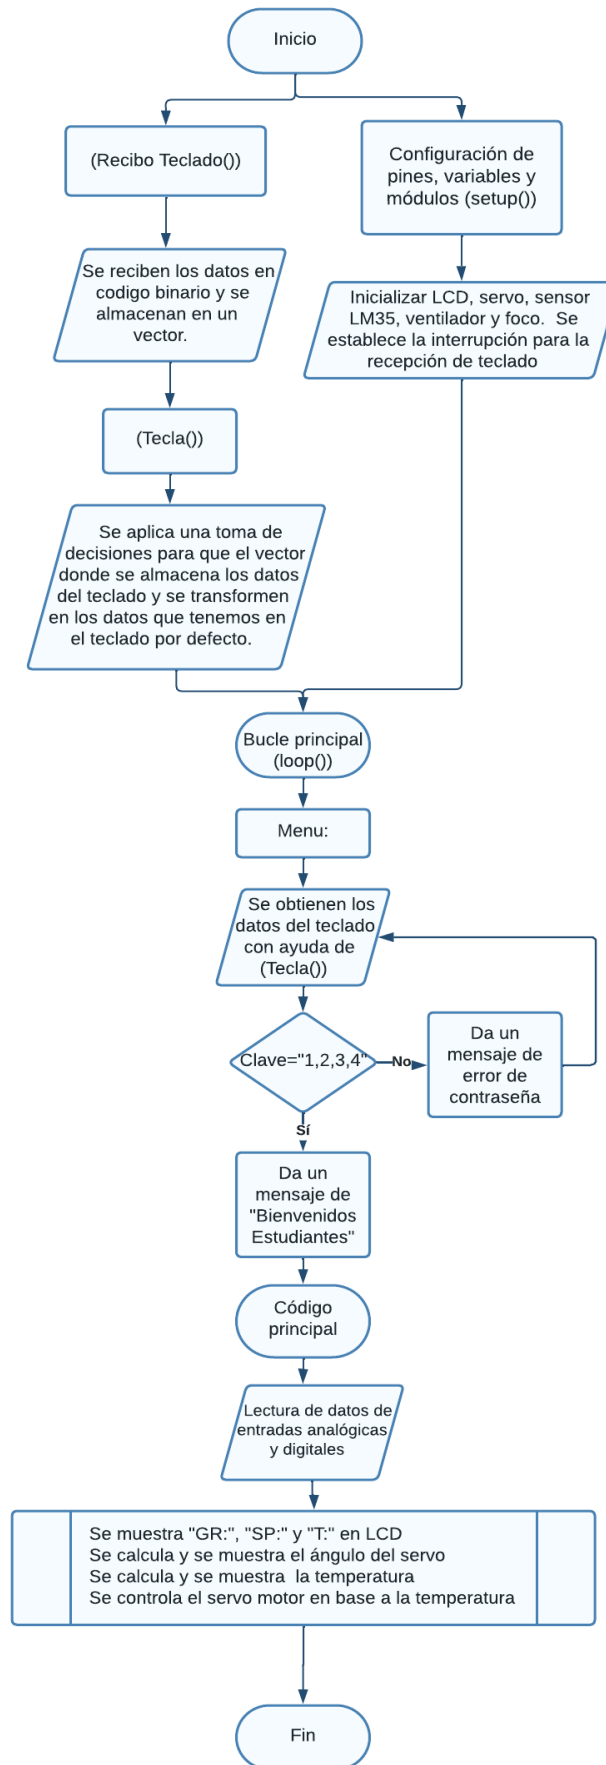 Inicio
(Recibo Teclado())
Configuración de
pines, variables y
módulos (setup())
Se reciben los datos en
codigo binario y se
almacenan en un
vector.
Inicializar LCD, servo, sensor
LM35, ventilador y foco. Se
establece la interrupción para la
recepción de teclado
(Tecla())
Se aplica una toma de
decisiones para que el vector
donde se almacena los datos
del teclado y se transformen
en los datos que tenemos en
el teclado por defecto.
Bucle principal
(loop())
Menu:
Se obtienen los
datos del teclado
con ayuda de
(Tecla())
Clave="1,2,3,4"
No
Da un
mensaje de
error de
contraseña
Sí
Da un
mensaje de
"Bienvenidos
Estudiantes"
Código
principal
Lectura de datos de
entradas analógicas
y digitales
Se muestra "GR:", "SP:" y "T:" en LCD
Se calcula y se muestra el ángulo del servo
Se calcula y se muestra la temperatura
Se controla el servo motor en base a la temperatura
Fin